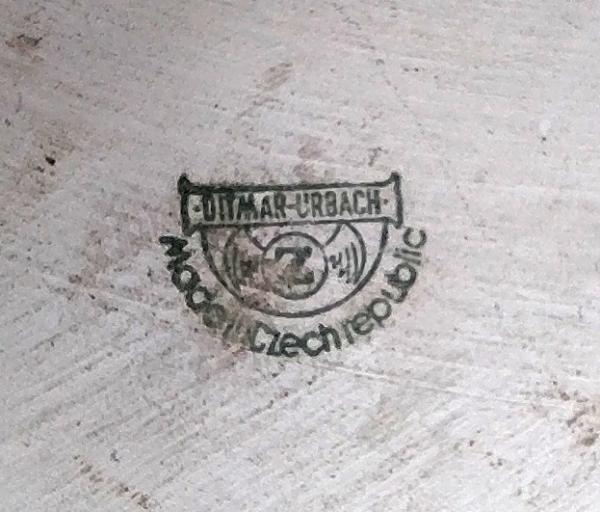 ·DITMAR-URBACH·
Z
Made in Czech republic